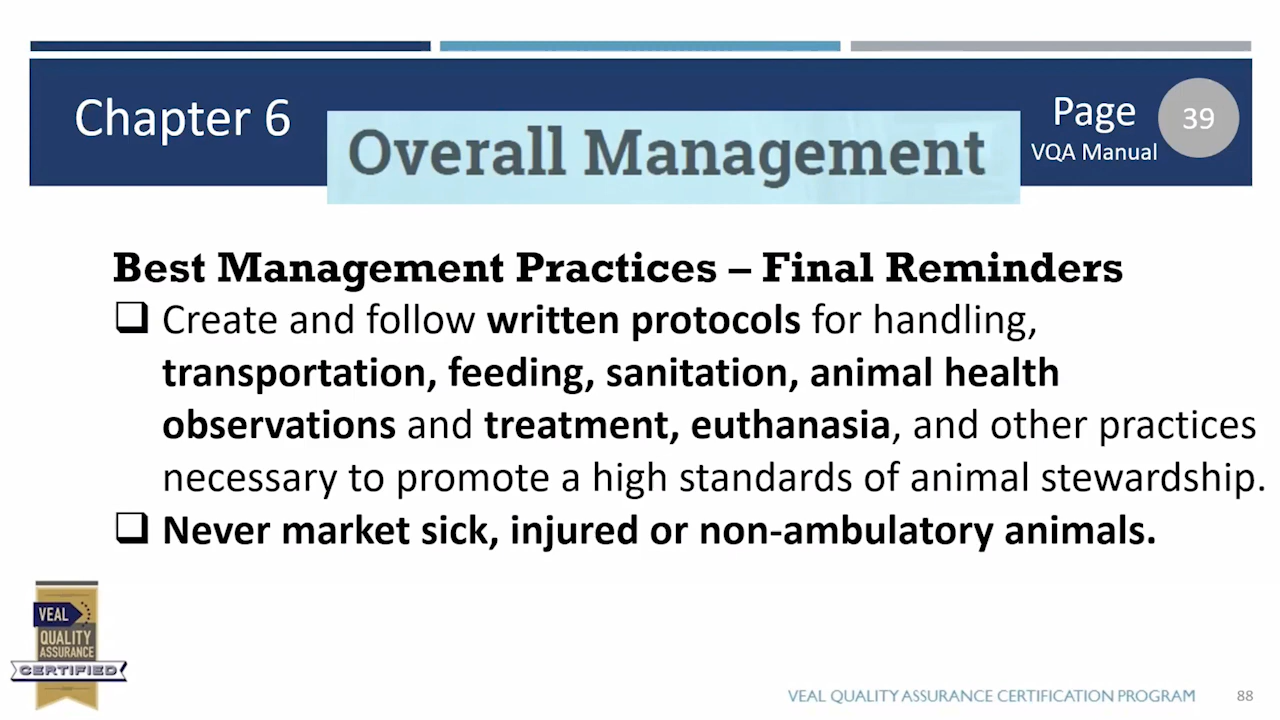 Chapter 6
Overall Management
Page
39
VQA Manual
Best Management Practices – Final Reminders
❑ Create and follow written protocols for handling,
transportation, feeding, sanitation, animal health
observations and treatment, euthanasia, and other practices
necessary to promote a high standards of animal stewardship.
❑ Never market sick, injured or non-ambulatory animals.
VEAL
QUALITY
ASSURANCE
CERTIFIED
VEAL QUALITY ASSURANCE CERTIFICATION PROGRAM
88